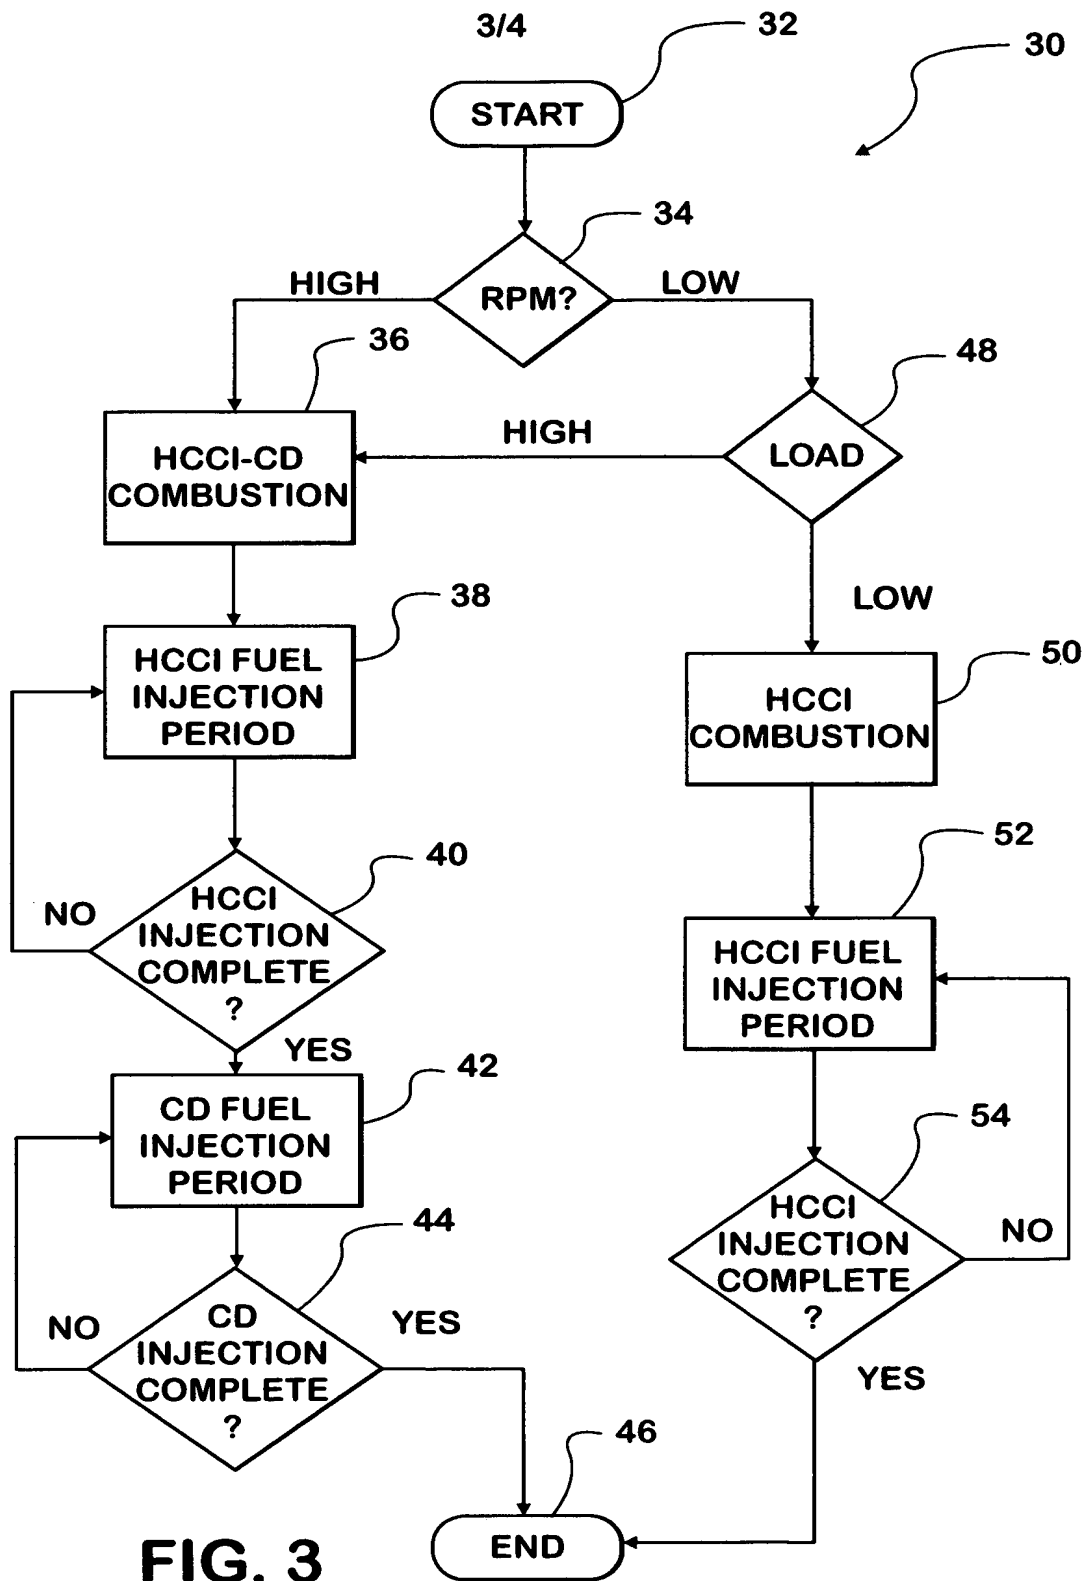 3/4
32
30
START
34
HIGH
RPM?
LOW
36
48
HCCI-CD
COMBUSTION
HIGH
LOAD
38
LOW
HCCI FUEL
INJECTION
PERIOD
50
HCCI
COMBUSTION
40
NO
HCCI
INJECTION
COMPLETE
?
52
HCCI FUEL
INJECTION
PERIOD
YES
42
CD FUEL
INJECTION
PERIOD
54
HCCI
INJECTION
COMPLETE
?
NO
44
NO
CD
INJECTION
COMPLETE
?
YES
YES
46
END
FIG. 3